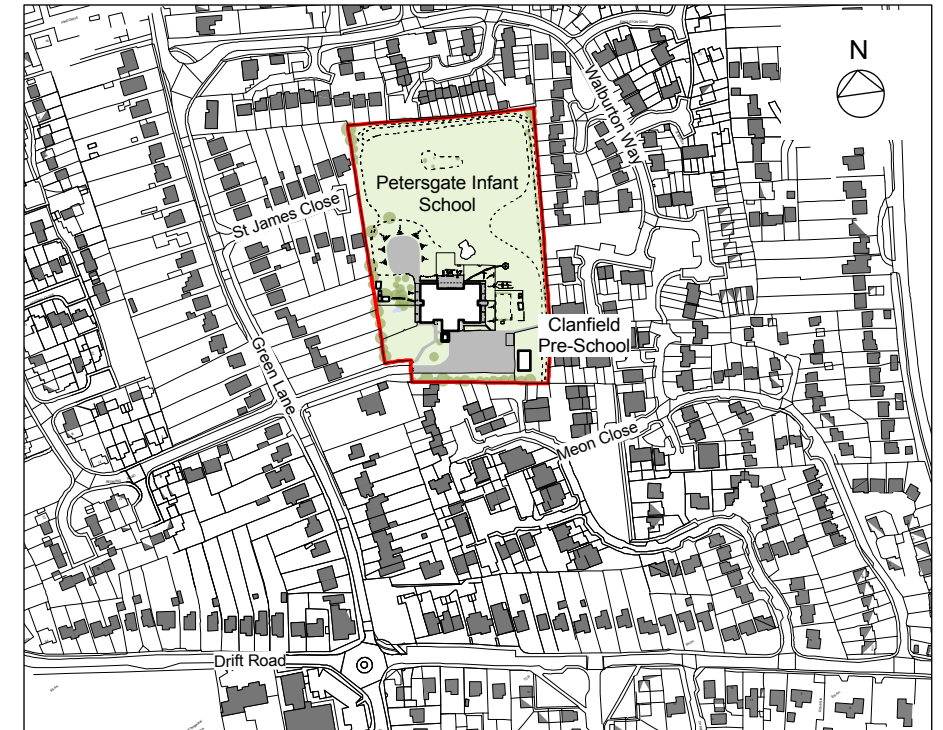 N
Walburton Way
Petersgate Infant
School
St James Close
Clanfield
Pre-School
Green Lane
Meon Close
Drift Road